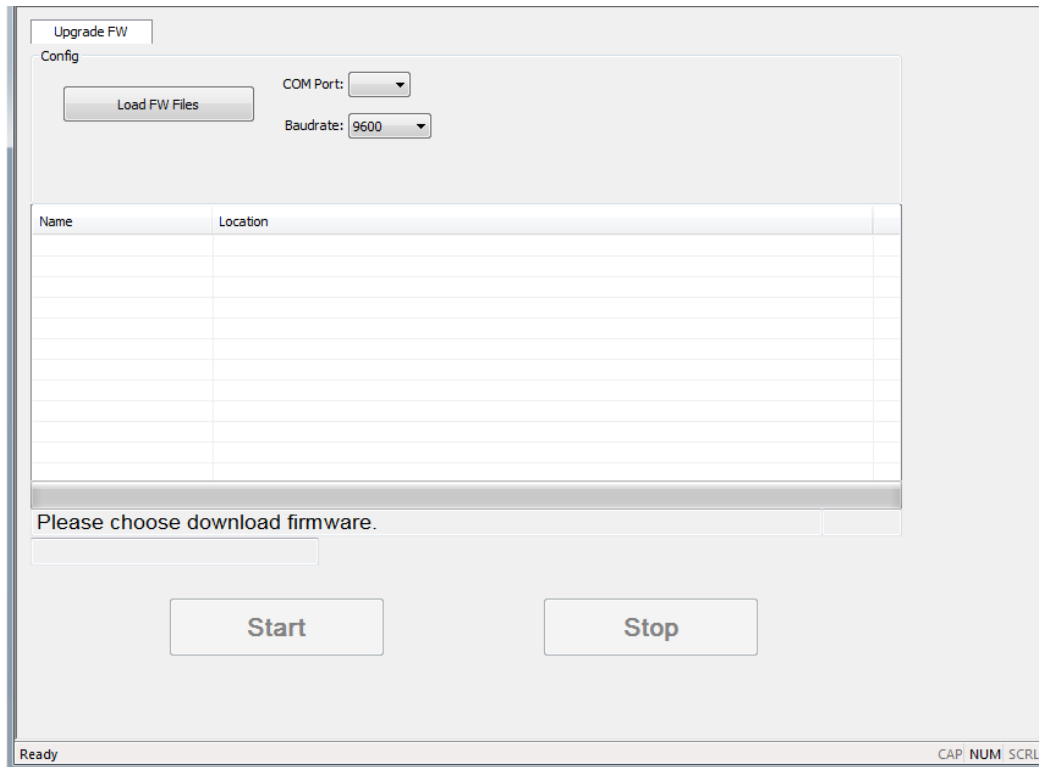 Upgrade FW
Config
Load FW Files
COM Port:
Baudrate: 9600
Name Location
Please choose download firmware.
Start Stop
Ready CAP NUM SCRL